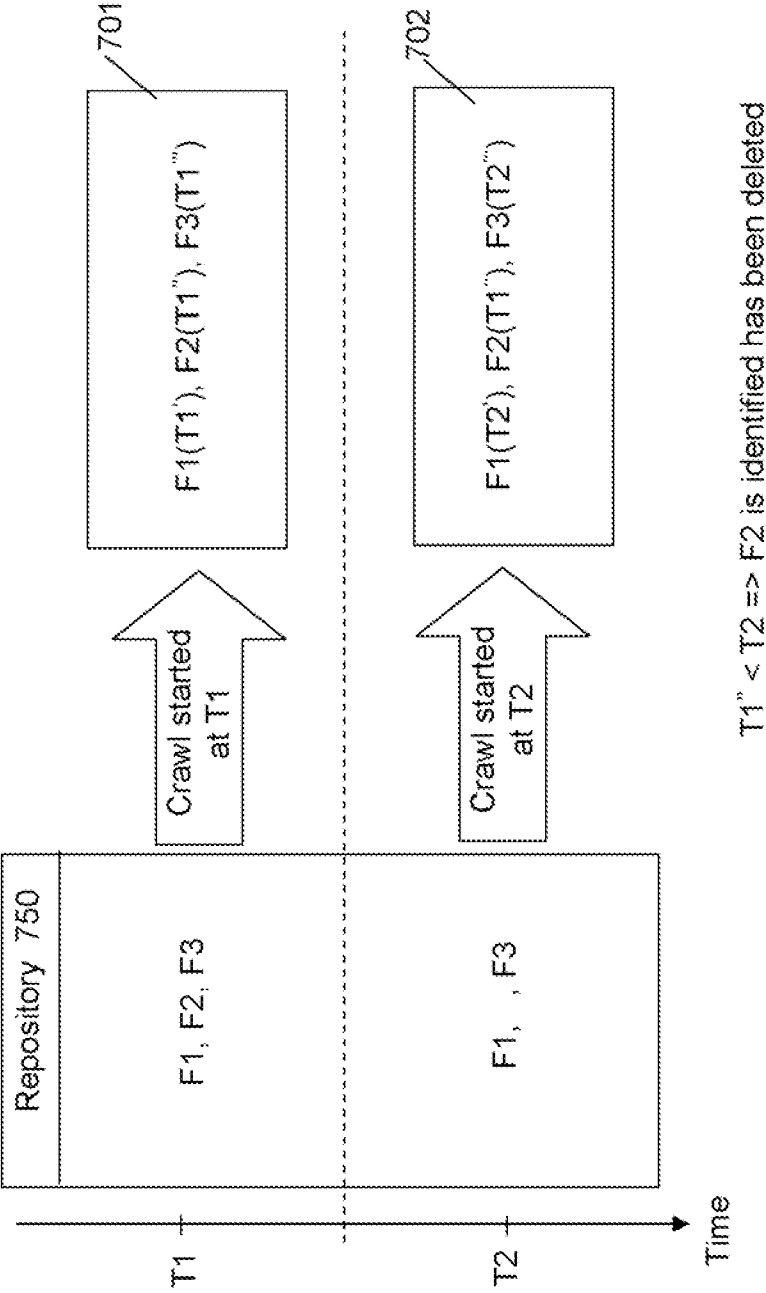 Repository 750
T1
F1, F2, F3
Crawl started
at T1
F1(T1'), F2(T1''), F3(T1''')
701
T2
F1, , F3
Crawl started
at T2
F1(T2'), F2(T1''), F3(T2''')
702
Time
T1'' < T2 => F2 is identified has been deleted